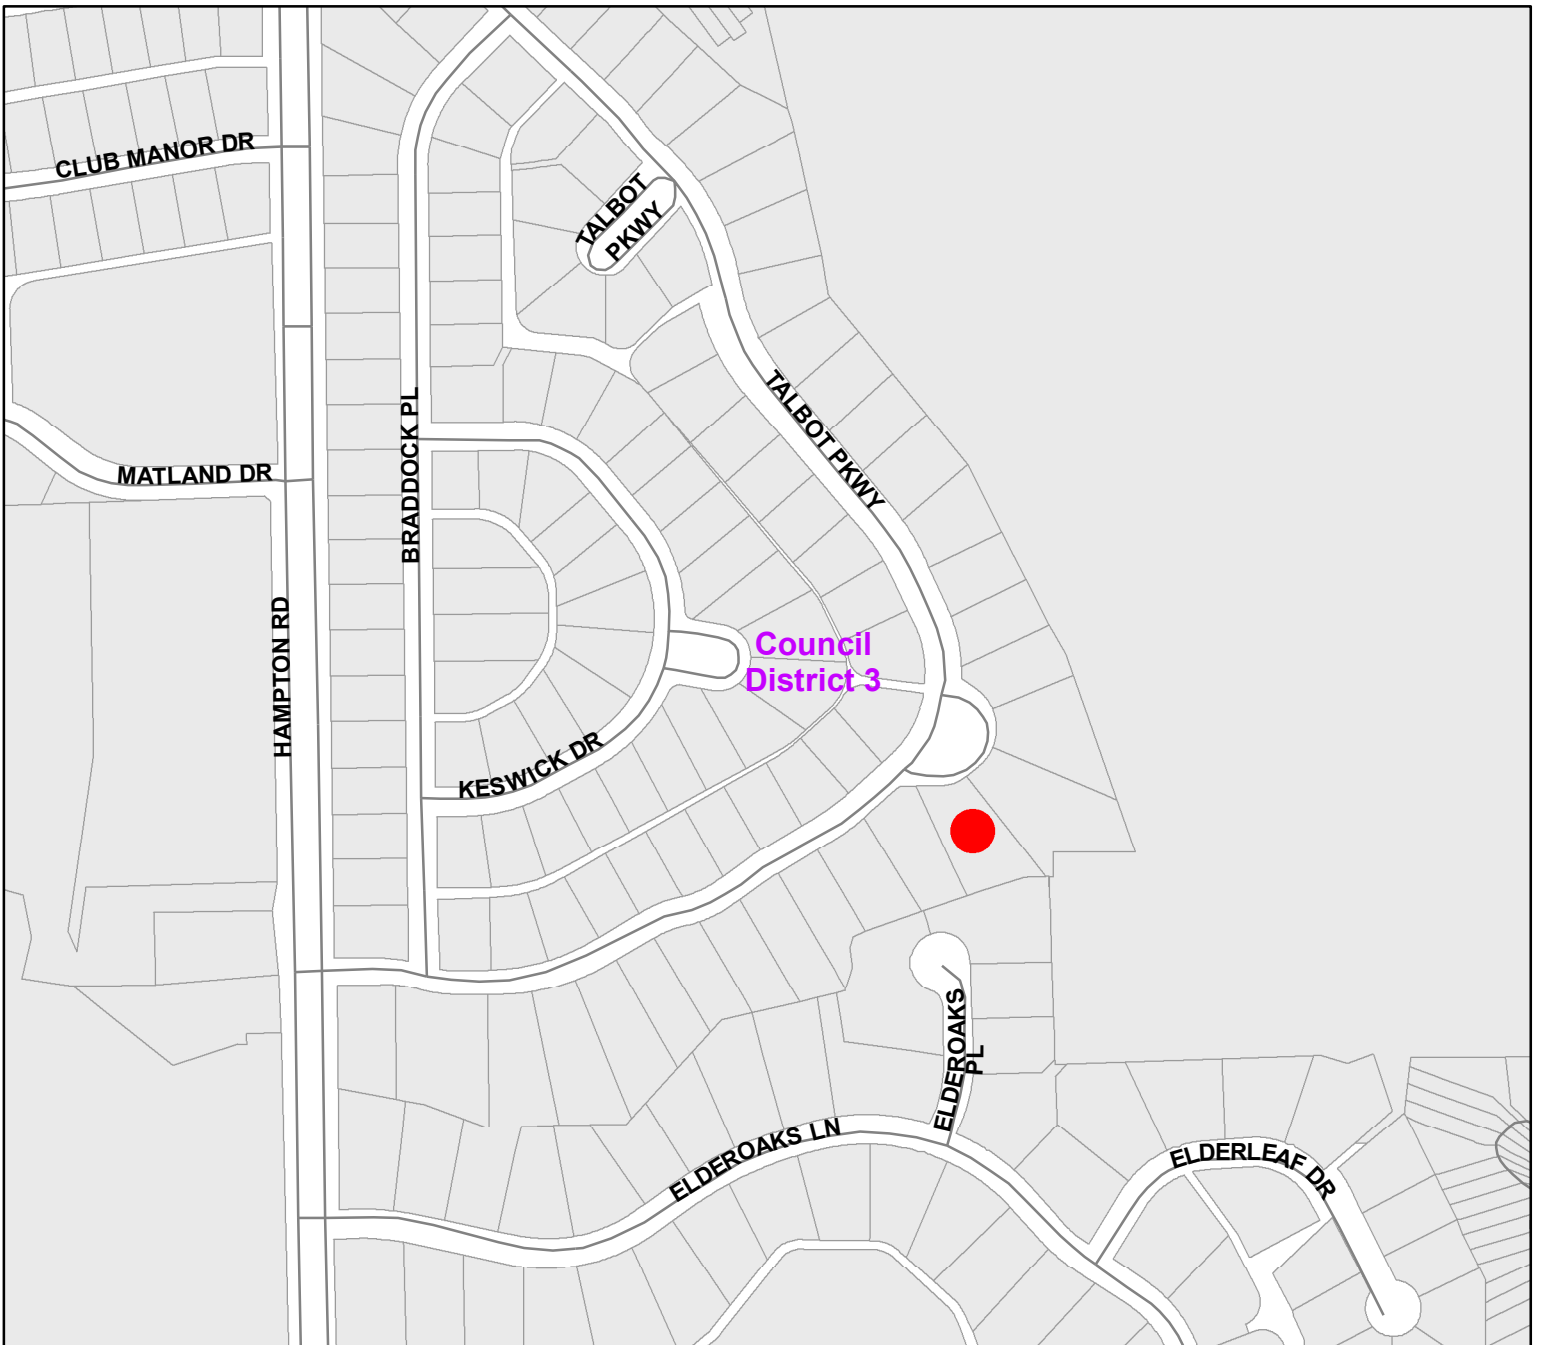 CLUB MANOR DR
TALBOT
PKWY
TALBOT PKWY
BRADDOCK PL
MATLAND DR
HAMPTON RD
Council
District 3
KESWICK DR
ELDEROAKS
PL
ELDEROAKS LN
ELDERLEAF DR